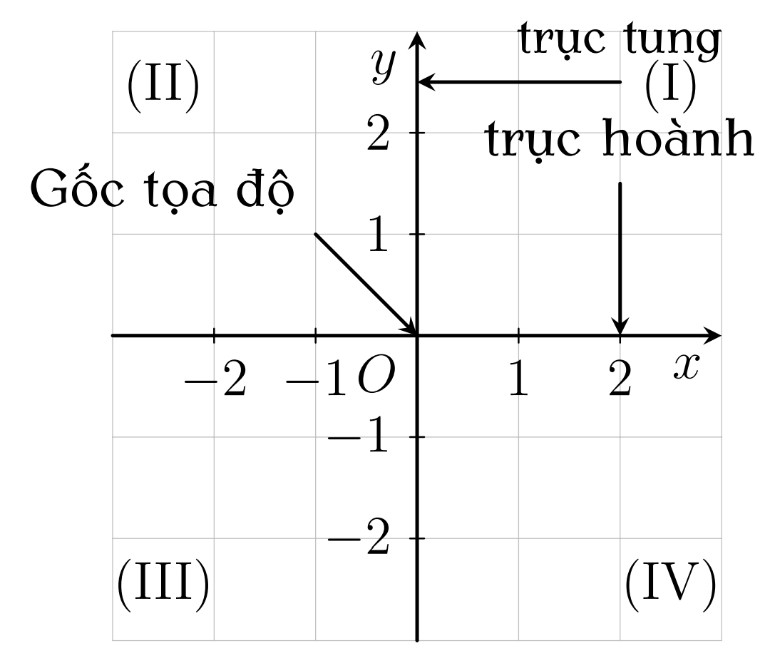 trục tung
y
(II)
(I)
2
trục hoành
Gốc tọa độ
1
−2 −1 O 1 2 x
−1
−2
(III)
(IV)